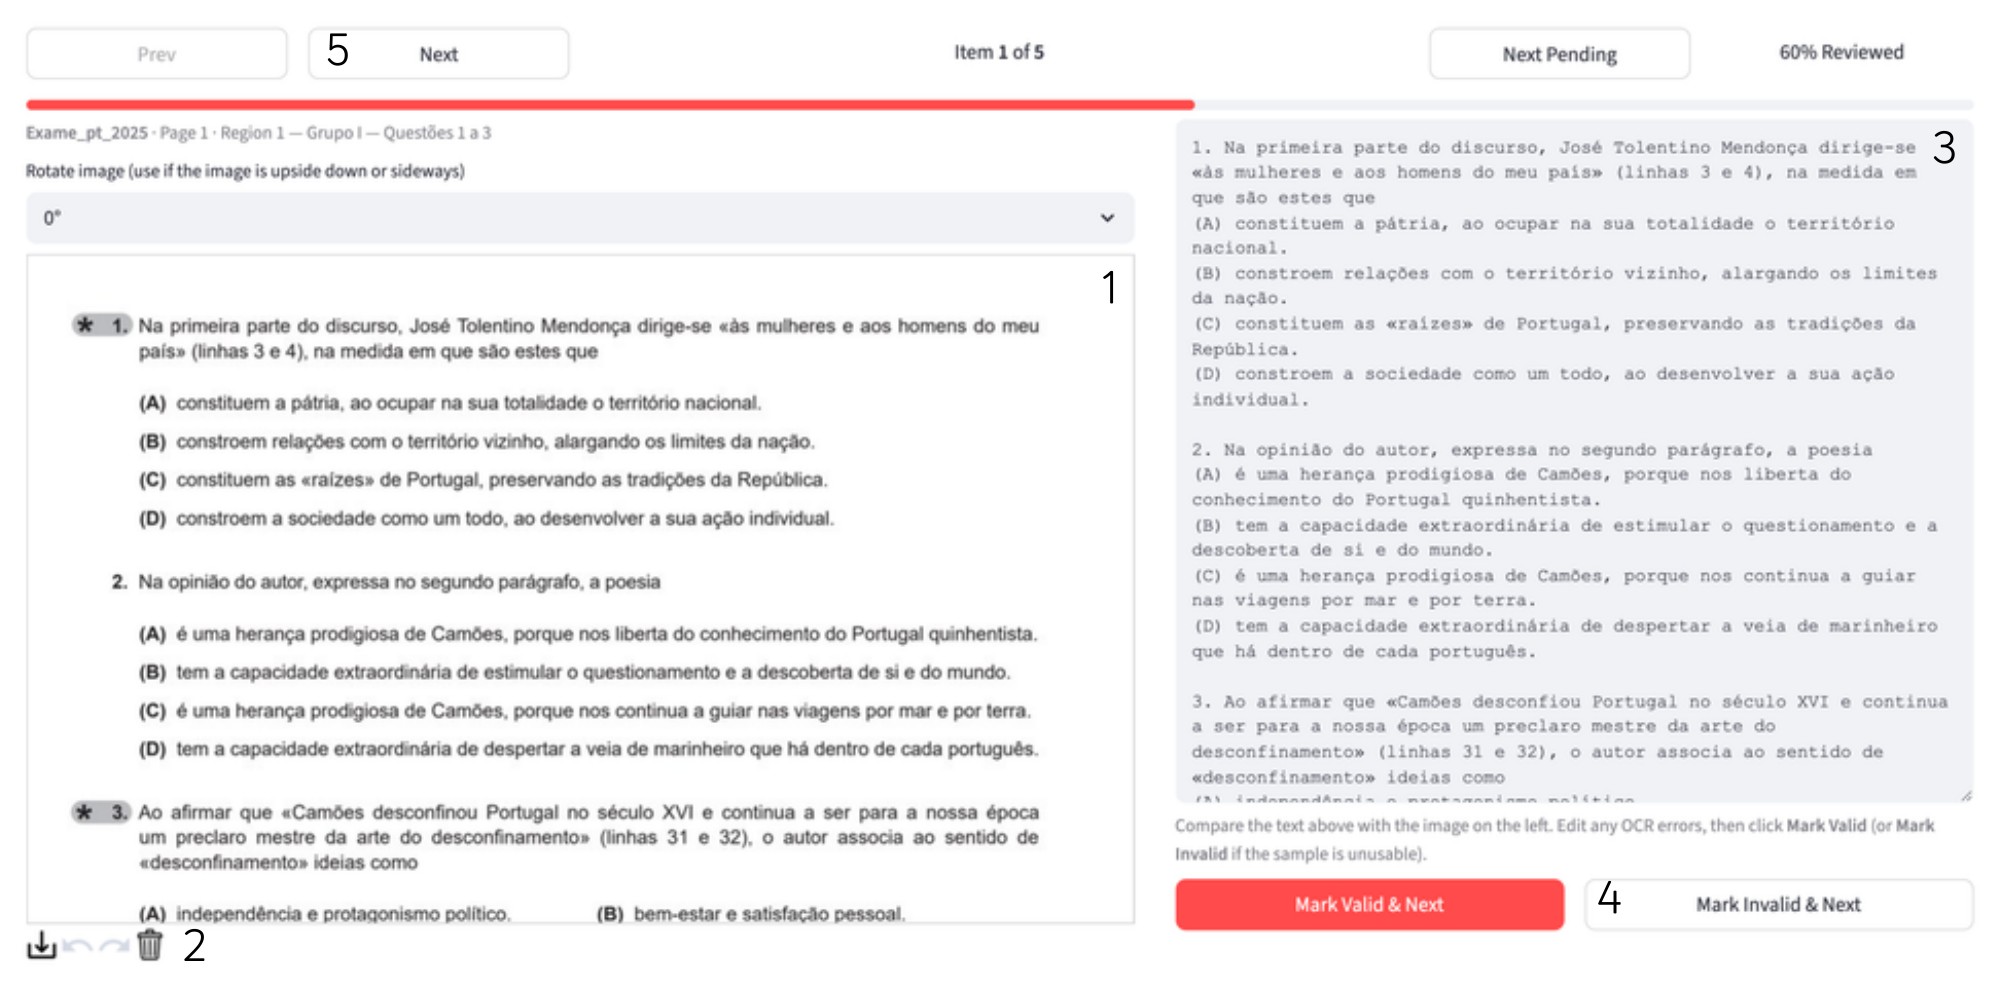 Prev
5
Next
Item 1 of 5
Next Pending
60% Reviewed
Exame_pt_2025 · Page 1 · Region 1 — Grupo I — Questões 1 a 3
Rotate image (use if the image is upside down or sideways)
0°
1
* 1. Na primeira parte do discurso, José Tolentino Mendonça dirige-se «às mulheres e aos homens do meu
país» (linhas 3 e 4), na medida em que são estes que
(A) constituem a pátria, ao ocupar na sua totalidade o território nacional.
(B) constroem relações com o território vizinho, alargando os limites da nação.
(C) constituem as «raízes» de Portugal, preservando as tradições da República.
(D) constroem a sociedade como um todo, ao desenvolver a sua ação individual.
2. Na opinião do autor, expressa no segundo parágrafo, a poesia
(A) é uma herança prodigiosa de Camões, porque nos liberta do conhecimento do Portugal quinhentista.
(B) tem a capacidade extraordinária de estimular o questionamento e a descoberta de si e do mundo.
(C) é uma herança prodigiosa de Camões, porque nos continua a guiar nas viagens por mar e por terra.
(D) tem a capacidade extraordinária de despertar a veia de marinheiro que há dentro de cada português.
* 3. Ao afirmar que «Camões desconfinou Portugal no século XVI e continua a ser para a nossa época
um preclaro mestre da arte do desconfinamento» (linhas 31 e 32), o autor associa ao sentido de
«desconfinamento» ideias como
(A) independência e protagonismo político. (B) bem-estar e satisfação pessoal.
2
3
1. Na primeira parte do discurso, José Tolentino Mendonça dirige-se
«às mulheres e aos homens do meu país» (linhas 3 e 4), na medida em
que são estes que
(A) constituem a pátria, ao ocupar na sua totalidade o território
nacional.
(B) constroem relações com o território vizinho, alargando os limites
da nação.
(C) constituem as «raízes» de Portugal, preservando as tradições da
República.
(D) constroem a sociedade como um todo, ao desenvolver a sua ação
individual.
2. Na opinião do autor, expressa no segundo parágrafo, a poesia
(A) é uma herança prodigiosa de Camões, porque nos liberta do
conhecimento do Portugal quinhentista.
(B) tem a capacidade extraordinária de estimular o questionamento e a
descoberta de si e do mundo.
(C) é uma herança prodigiosa de Camões, porque nos continua a guiar
nas viagens por mar e por terra.
(D) tem a capacidade extraordinária de despertar a veia de marinheiro
que há dentro de cada português.
3. Ao afirmar que «Camões desconfiou Portugal no século XVI e continua
a ser para a nossa época um preclaro mestre da arte do
desconfinamento» (linhas 31 e 32), o autor associa ao sentido de
«desconfinamento» ideias como
(A) independência e protagonismo político.
Compare the text above with the image on the left. Edit any OCR errors, then click Mark Valid (or Mark
Invalid if the sample is unusable).
Mark Valid & Next
4
Mark Invalid & Next